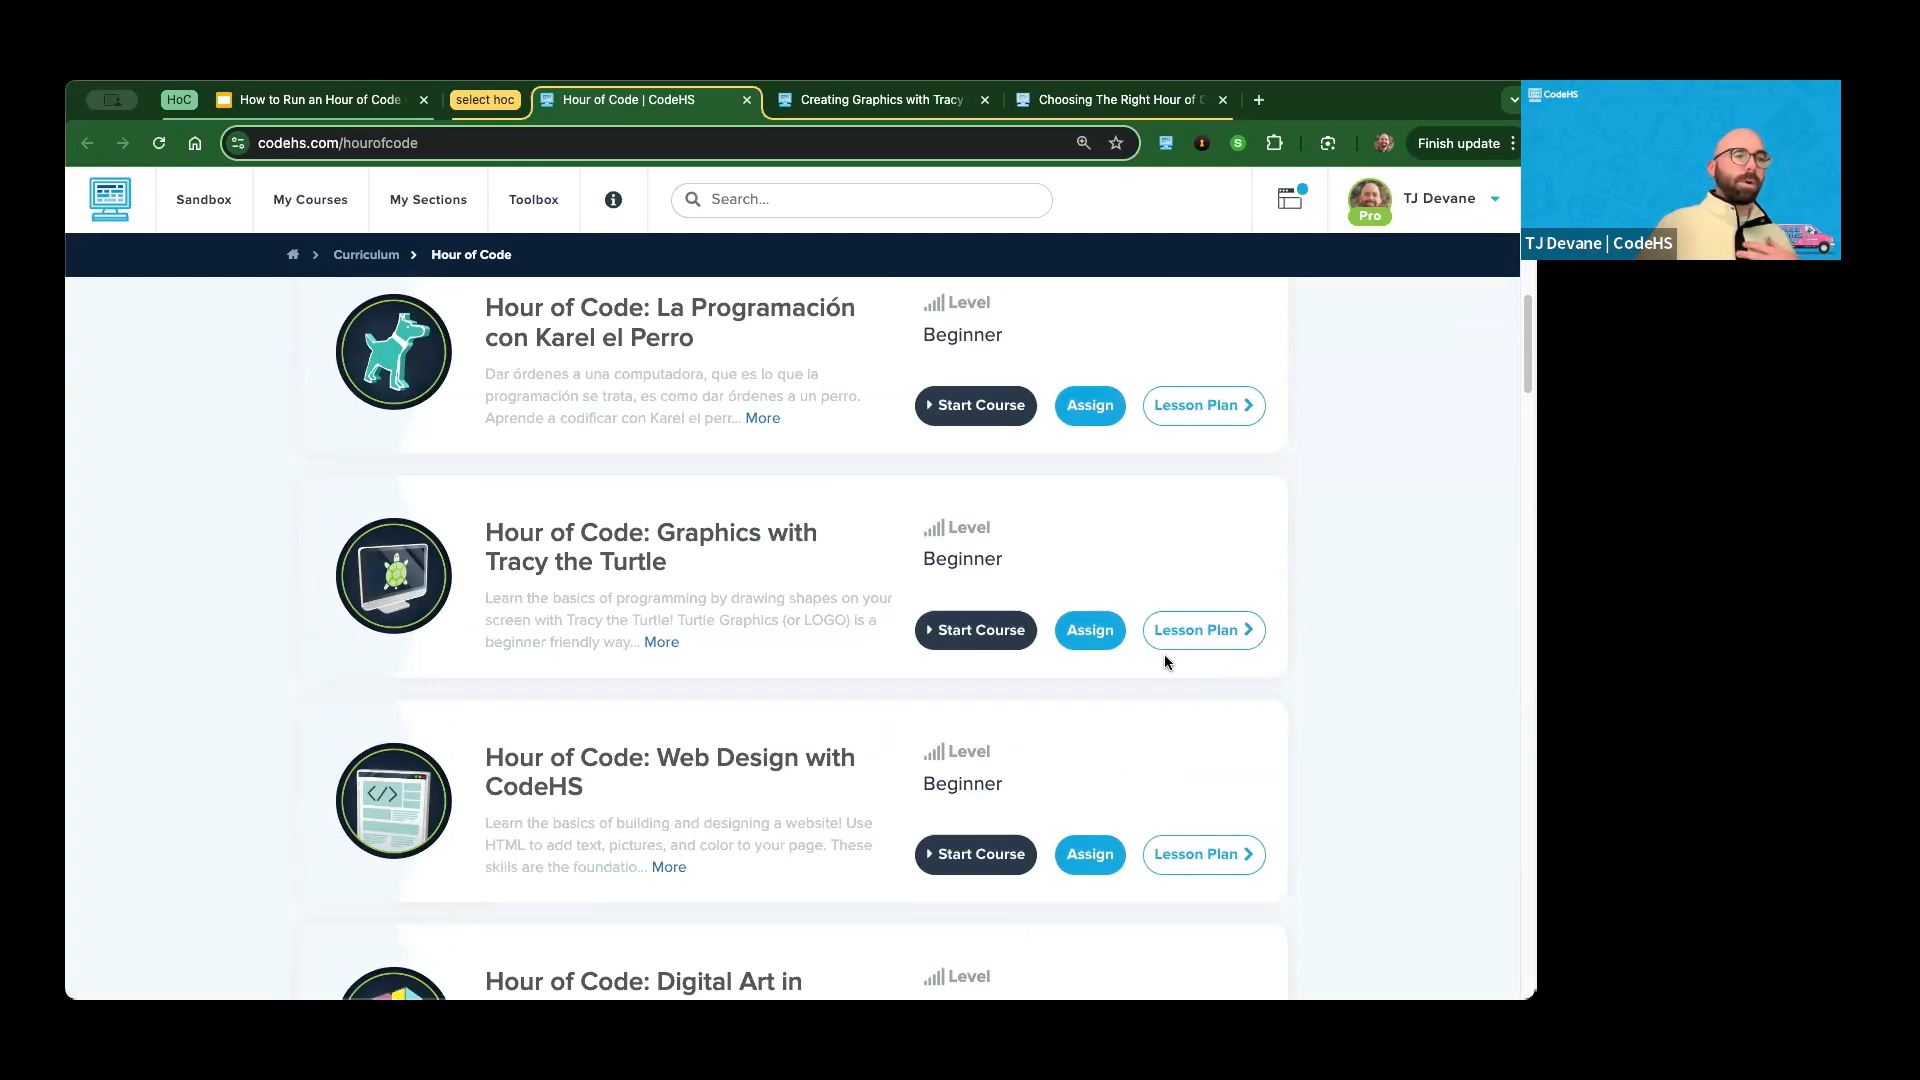 HoC
How to Run an Hour of Code
select hoc
Hour of Code | CodeHS
Creating Graphics with Tracy
Choosing The Right Hour of C
codehs.com/hourofcode
S
Finish update
CodeHS
Sandbox
My Courses
My Sections
Toolbox
Search...
Pro
TJ Devane
TJ Devane | CodeHS
Curriculum
Hour of Code
Hour of Code: La Programación
con Karel el Perro
Dar órdenes a una computadora, que es lo que la
programación se trata, es como dar órdenes a un perro.
Aprende a codificar con Karel el perr... More
Level
Beginner
Start Course
Assign
Lesson Plan
Hour of Code: Graphics with
Tracy the Turtle
Learn the basics of programming by drawing shapes on your
screen with Tracy the Turtle! Turtle Graphics (or LOGO) is a
beginner friendly way... More
Level
Beginner
Start Course
Assign
Lesson Plan
Hour of Code: Web Design with
CodeHS
Learn the basics of building and designing a website! Use
HTML to add text, pictures, and color to your page. These
skills are the foundatio... More
Level
Beginner
Start Course
Assign
Lesson Plan
Hour of Code: Digital Art in
Level